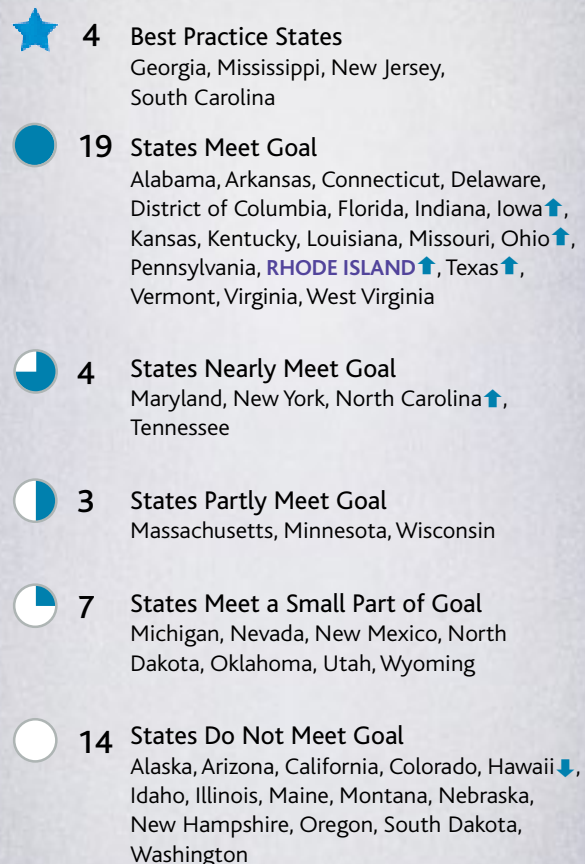 4 Best Practice States
Georgia, Mississippi, New Jersey,
South Carolina
19 States Meet Goal
Alabama, Arkansas, Connecticut, Delaware,
District of Columbia, Florida, Indiana, Iowa⬆,
Kansas, Kentucky, Louisiana, Missouri, Ohio⬆,
Pennsylvania, RHODE ISLAND⬆, Texas⬆,
Vermont, Virginia, West Virginia
4 States Nearly Meet Goal
Maryland, New York, North Carolina⬆,
Tennessee
3 States Partly Meet Goal
Massachusetts, Minnesota, Wisconsin
7 States Meet a Small Part of Goal
Michigan, Nevada, New Mexico, North
Dakota, Oklahoma, Utah, Wyoming
14 States Do Not Meet Goal
Alaska, Arizona, California, Colorado, Hawaii⬇,
Idaho, Illinois, Maine, Montana, Nebraska,
New Hampshire, Oregon, South Dakota,
Washington